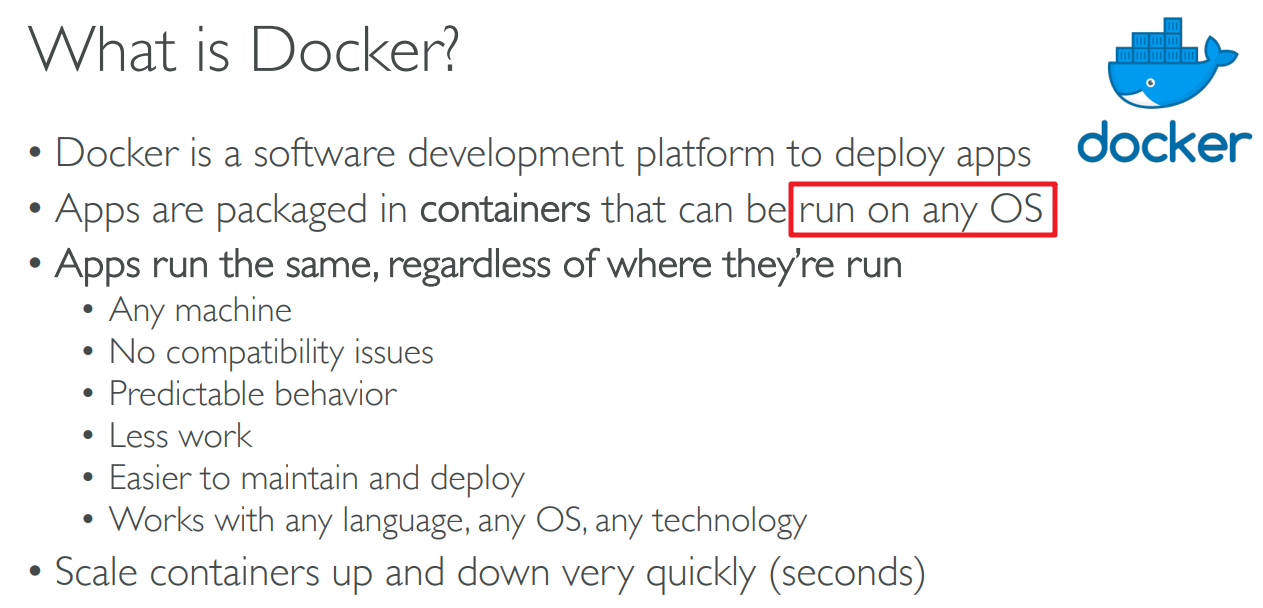 What is Docker?
docker
• Docker is a software development platform to deploy apps
• Apps are packaged in containers that can be run on any OS
• Apps run the same, regardless of where they’re run
• Any machine
• No compatibility issues
• Predictable behavior
• Less work
• Easier to maintain and deploy
• Works with any language, any OS, any technology
• Scale containers up and down very quickly (seconds)